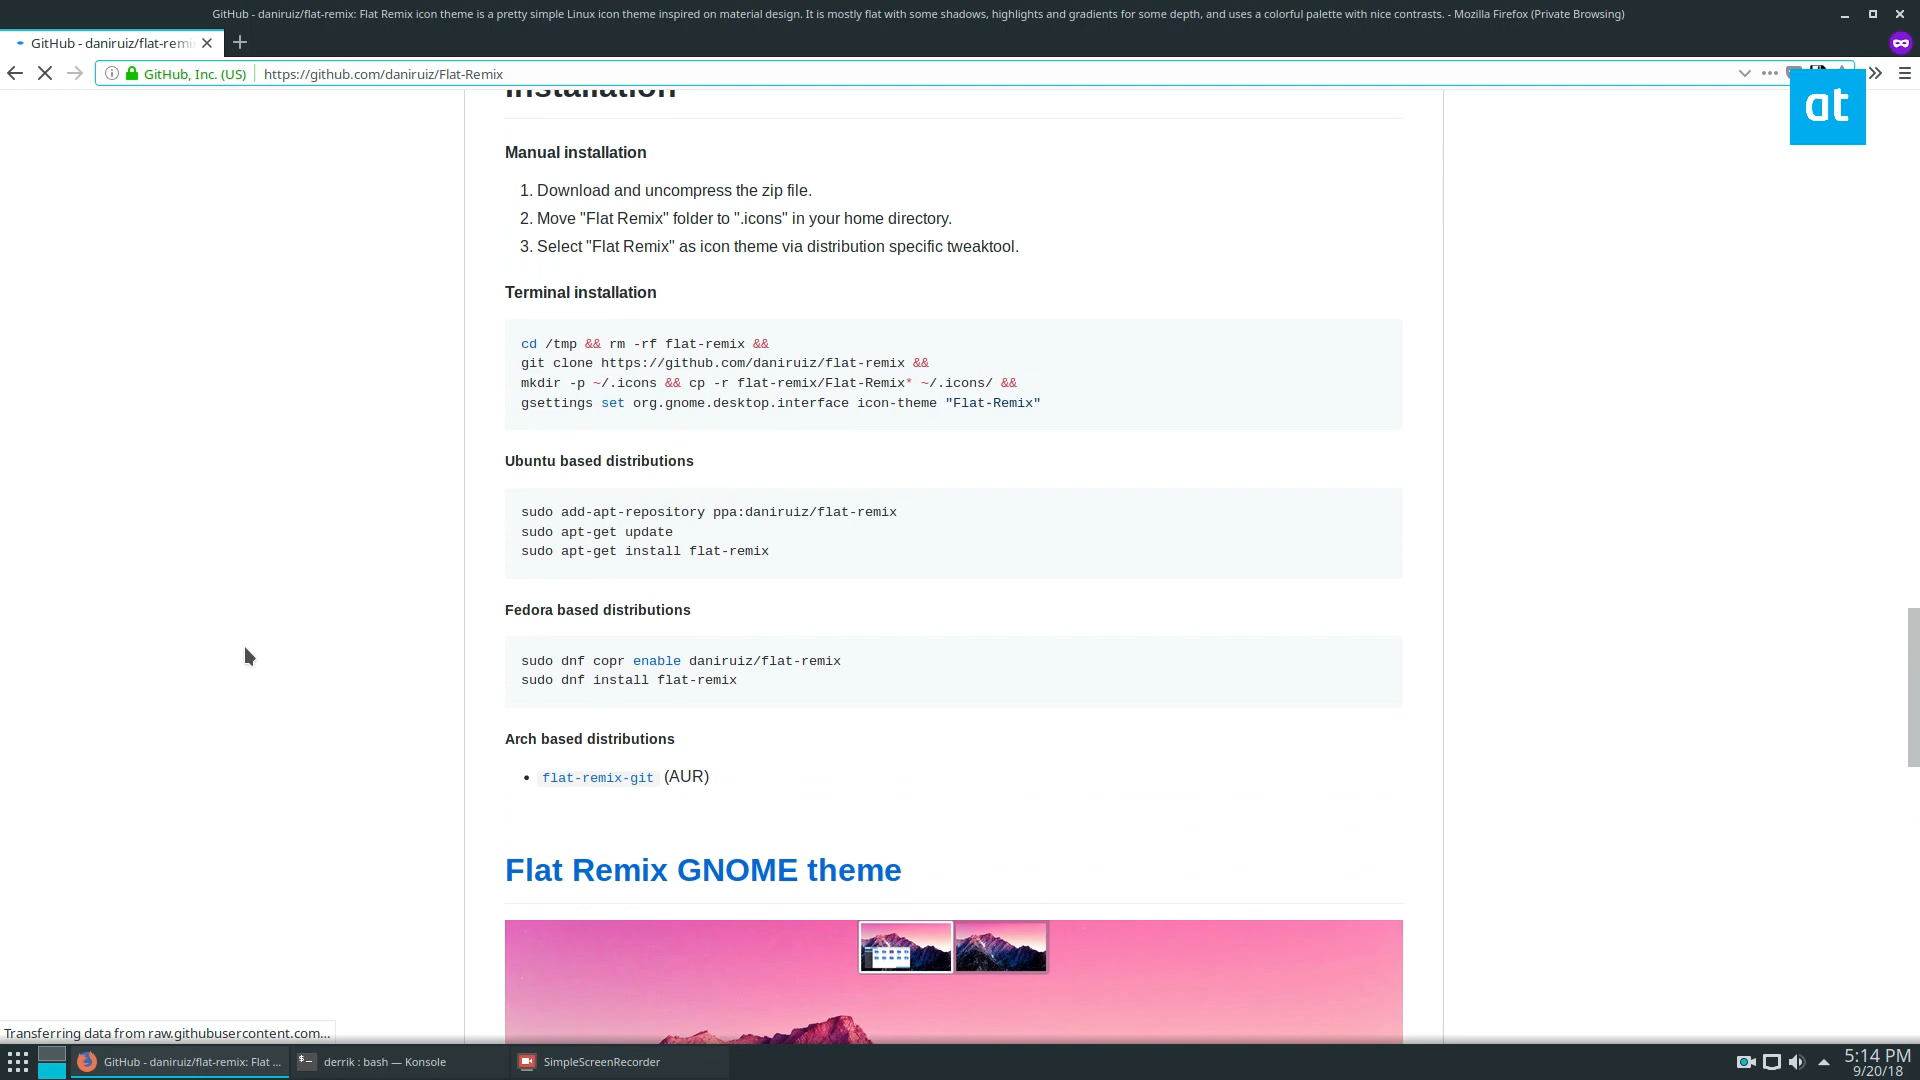 GitHub - daniruiz/flat-remix: Flat Remix icon theme is a pretty simple Linux icon theme inspired on material design. It is mostly flat with some shadows, highlights and gradients for some depth, and uses a colorful palette with nice contrasts. - Mozilla Firefox (Private Browsing)
GitHub - daniruiz/flat-remi
GitHub, Inc. (US)
https://github.com/daniruiz/Flat-Remix
at
Installation
Manual installation
1. Download and uncompress the zip file.
2. Move "Flat Remix" folder to ".icons" in your home directory.
3. Select "Flat Remix" as icon theme via distribution specific tweaktool.
Terminal installation
cd /tmp && rm -rf flat-remix &&
git clone https://github.com/daniruiz/flat-remix &&
mkdir -p ~/.icons && cp -r flat-remix/Flat-Remix* ~/.icons/ &&
gsettings set org.gnome.desktop.interface icon-theme "Flat-Remix"
Ubuntu based distributions
sudo add-apt-repository ppa:daniruiz/flat-remix
sudo apt-get update
sudo apt-get install flat-remix
Fedora based distributions
sudo dnf copr enable daniruiz/flat-remix
sudo dnf install flat-remix
Arch based distributions
• flat-remix-git (AUR)
Flat Remix GNOME theme
Transferring data from raw.githubusercontent.com...
GitHub - daniruiz/flat-remix: Flat ...
derrik : bash — Konsole
SimpleScreenRecorder
5:14 PM
9/20/18